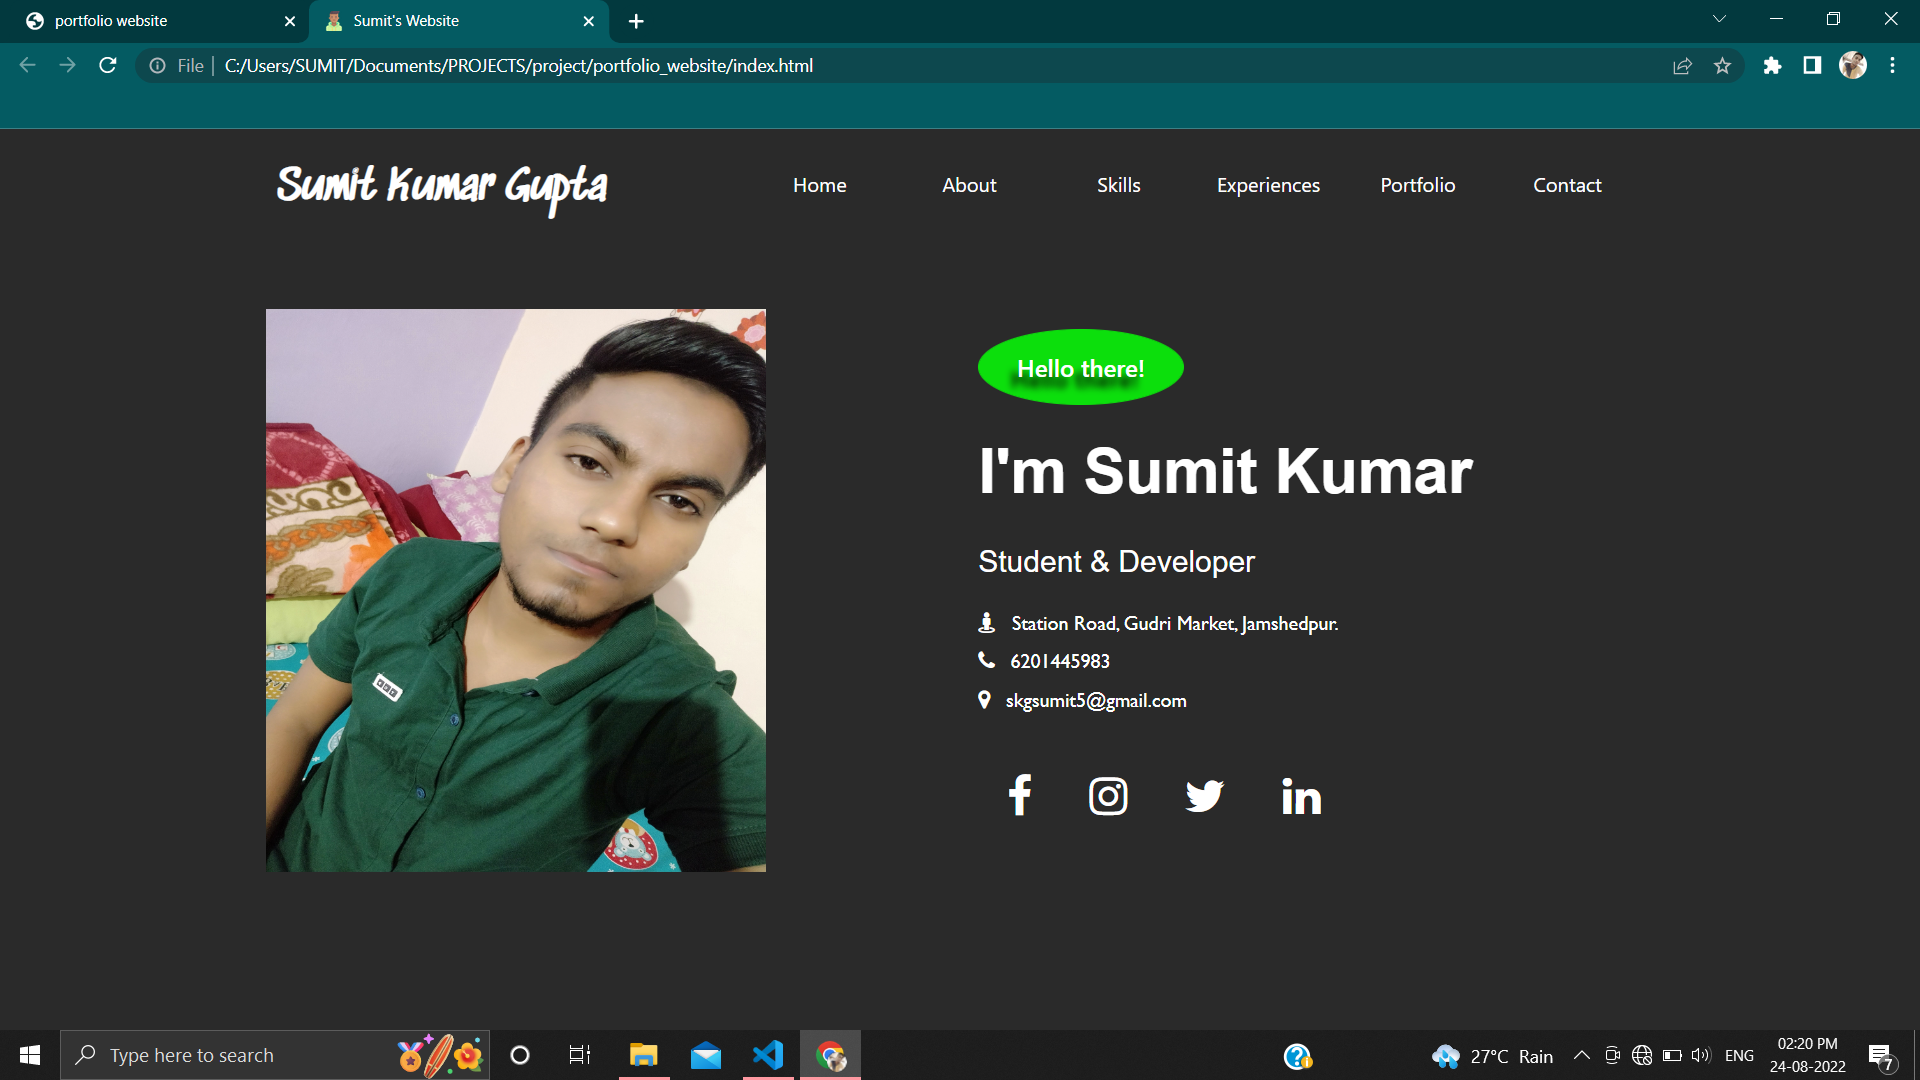 portfolio website
Sumit's Website
File
C:/Users/SUMIT/Documents/PROJECTS/project/portfolio_website/index.html
Sumit Kumar Gupta
Home
About
Skills
Experiences
Portfolio
Contact
Hello there!
I'm Sumit Kumar
Student & Developer
Station Road, Gudri Market, Jamshedpur.
6201445983
skgsumit5@gmail.com
Type here to search
27°C Rain
ENG
02:20 PM
24-08-2022
7